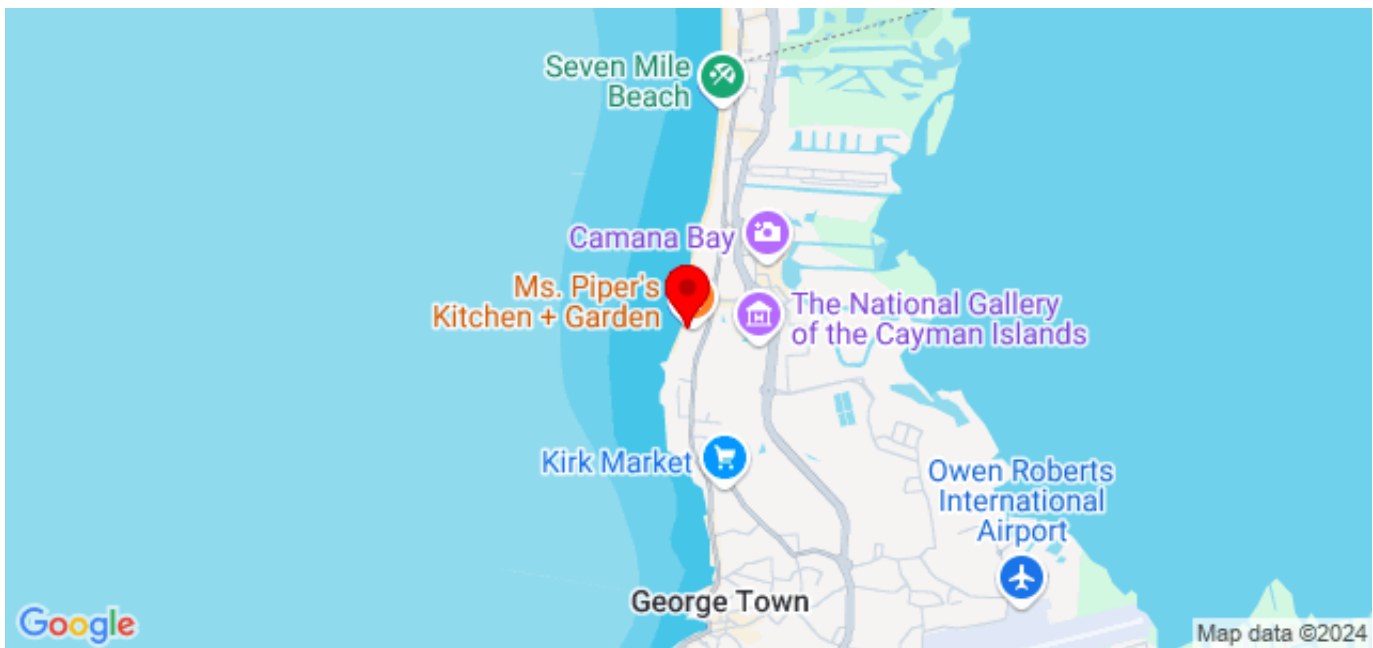 Seven Mile
Beach
Camana Bay
Ms. Piper's
Kitchen + Garden
The National Gallery
of the Cayman Islands
Kirk Market
Owen Roberts
International
Airport
George Town
Google
Map data ©2024